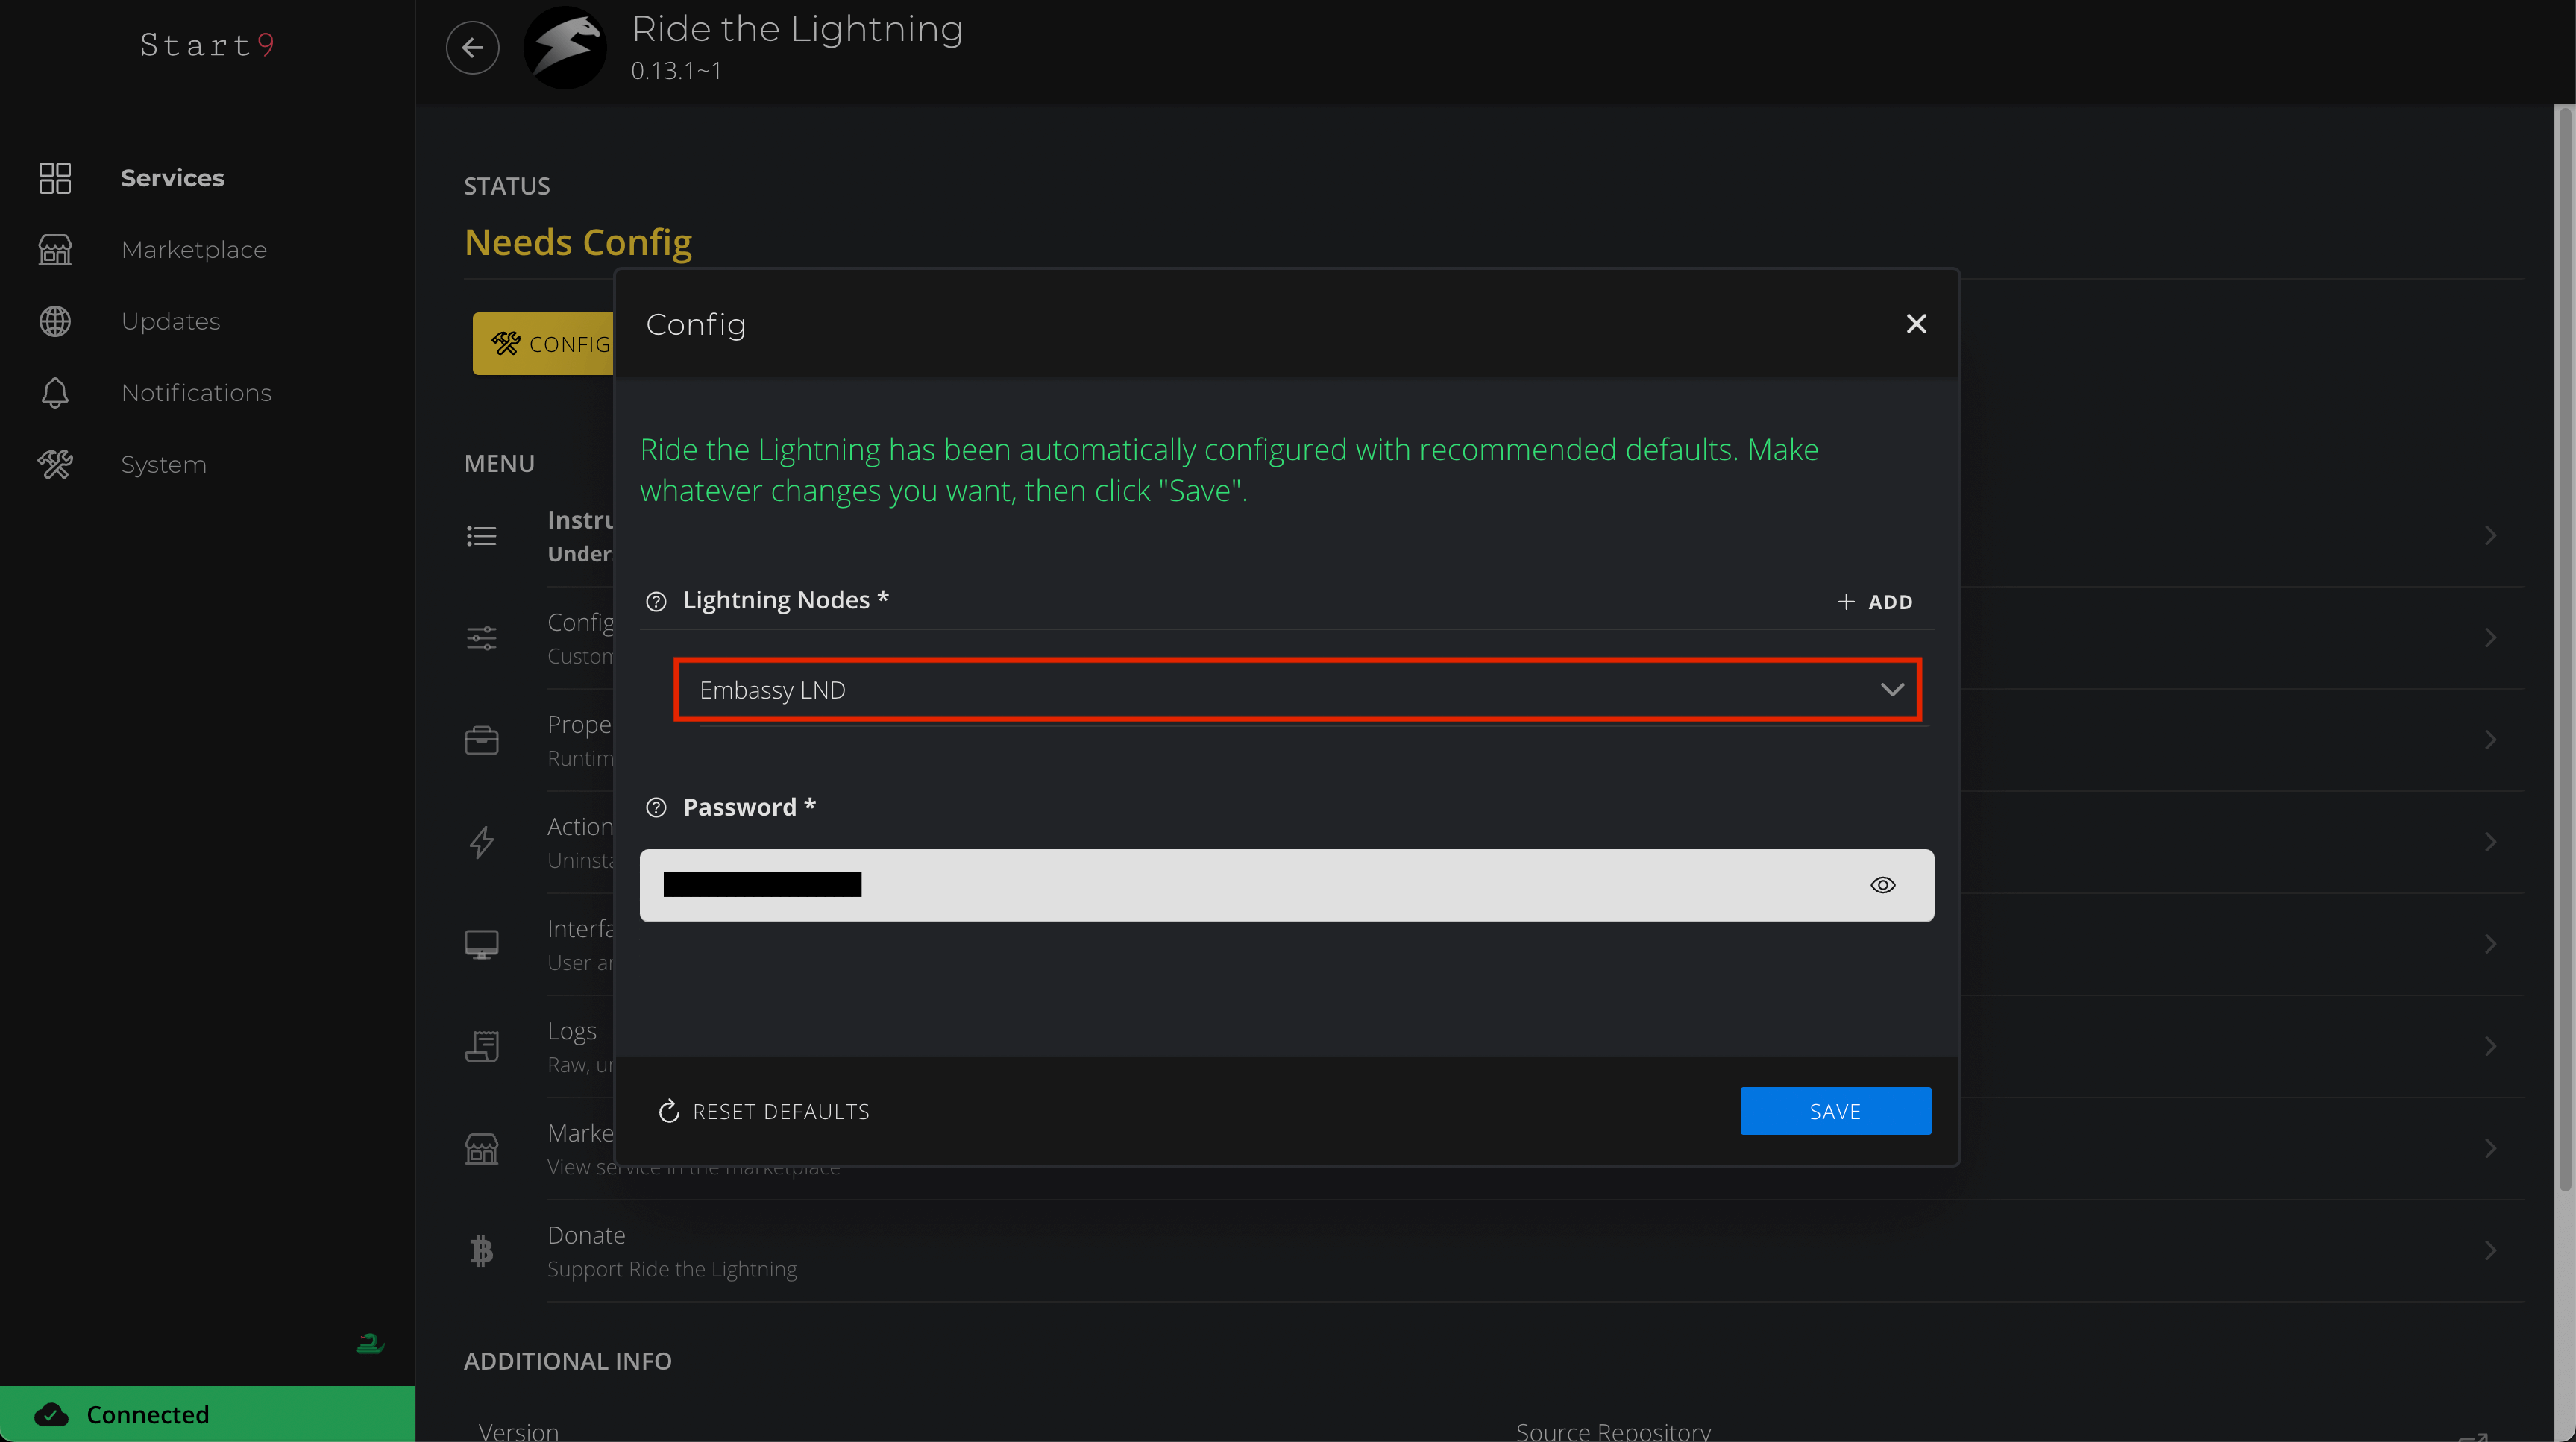 Start9
Services
Marketplace
Updates
Notifications
System
Connected
Ride the Lightning
0.13.1~1
STATUS
Needs Config
CONFIG
MENU
Instru
Under
Config
Custom
Prope
Runtim
Action
Uninsta
Interfa
User an
Logs
Raw, un
Marke
View service in the marketplace
Donate
Support Ride the Lightning
ADDITIONAL INFO
Version
Source Repository
Config
Ride the Lightning has been automatically configured with recommended defaults. Make
whatever changes you want, then click "Save".
Lightning Nodes *
+ ADD
Embassy LND
Password *
RESET DEFAULTS
SAVE